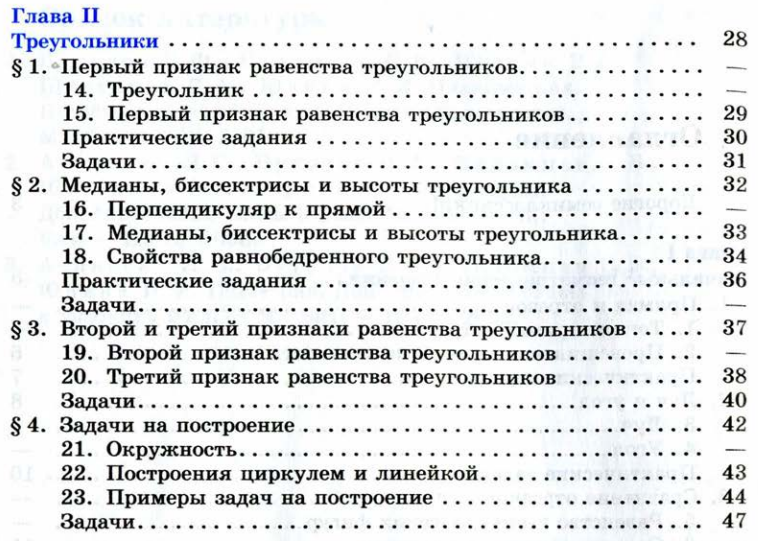 Глава II
Треугольники . . . . . . . . . . . . . . . . . . . . . . . . . . . . . . . . . . . . . . . 28
§ 1. Первый признак равенства треугольников. . . . . . . . . . . . . . —
14. Треугольник . . . . . . . . . . . . . . . . . . . . . . . . . . . . . . . . . . —
15. Первый признак равенства треугольников. . . . . . . . . . 29
Практические задания . . . . . . . . . . . . . . . . . . . . . . . . . . . . 30
Задачи. . . . . . . . . . . . . . . . . . . . . . . . . . . . . . . . . . . . . . . . . 31
§ 2. Медианы, биссектрисы и высоты треугольника . . . . . . . . . 32
16. Перпендикуляр к прямой . . . . . . . . . . . . . . . . . . . . . . . —
17. Медианы, биссектрисы и высоты треугольника . . . . . 33
18. Свойства равнобедренного треугольника. . . . . . . . . . . 34
Практические задания . . . . . . . . . . . . . . . . . . . . . . . . . . . . 36
Задачи. . . . . . . . . . . . . . . . . . . . . . . . . . . . . . . . . . . . . . . . . —
§ 3. Второй и третий признаки равенства треугольников . . . . . 37
19. Второй признак равенства треугольников . . . . . . . . . . —
20. Третий признак равенства треугольников . . . . . . . . . . 38
Задачи. . . . . . . . . . . . . . . . . . . . . . . . . . . . . . . . . . . . . . . . . 40
§ 4. Задачи на построение . . . . . . . . . . . . . . . . . . . . . . . . . . . . . . 42
21. Окружность. . . . . . . . . . . . . . . . . . . . . . . . . . . . . . . . . . . —
22. Построения циркулем и линейкой. . . . . . . . . . . . . . . . . 43
23. Примеры задач на построение . . . . . . . . . . . . . . . . . . . 44
Задачи. . . . . . . . . . . . . . . . . . . . . . . . . . . . . . . . . . . . . . . . . 47